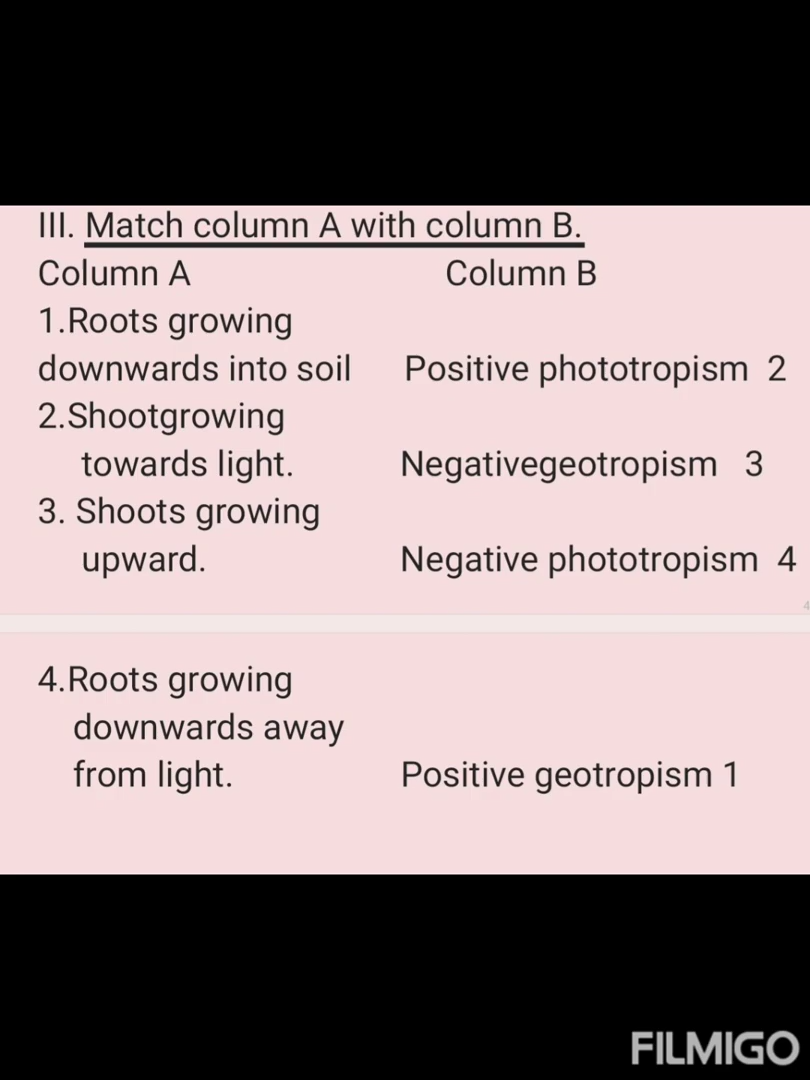 III. Match column A with column B.
Column A Column B
1.Roots growing
downwards into soil Positive phototropism 2
2.Shootgrowing
towards light. Negativegeotropism 3
3. Shoots growing
upward. Negative phototropism 4
4
4.Roots growing
downwards away
from light. Positive geotropism 1
FILMIGO